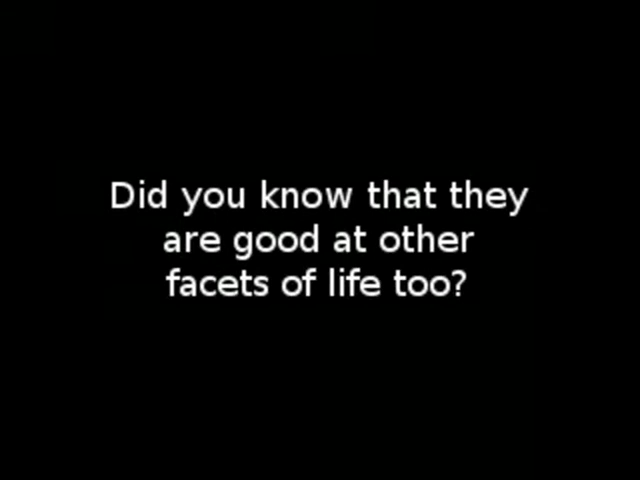 Did you know that they
are good at other
facets of life too?